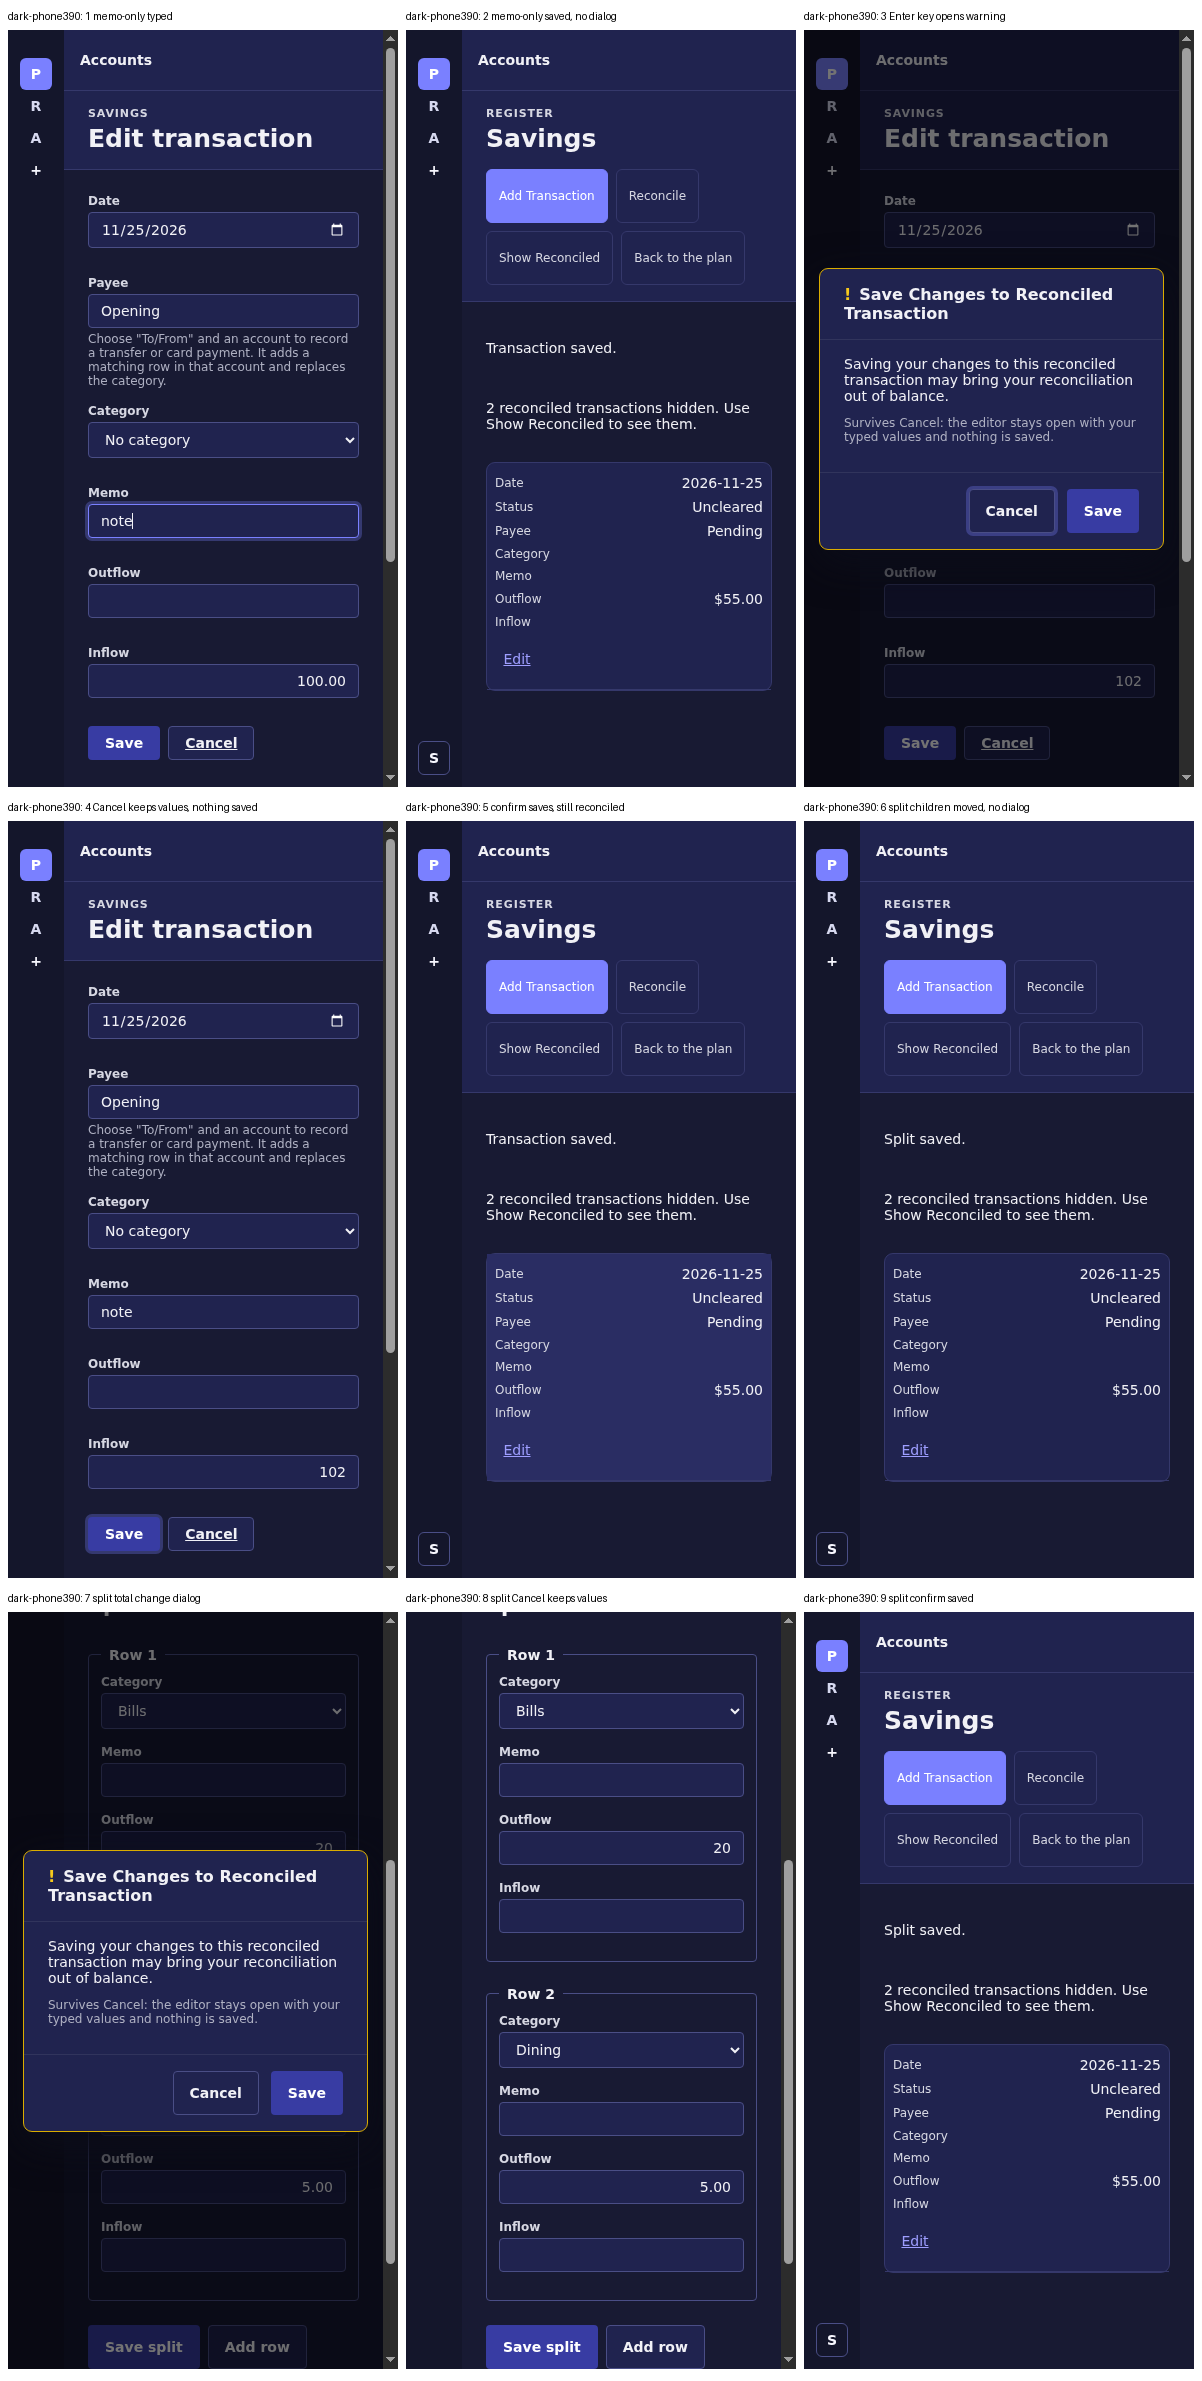 dark-phone390: 1 memo-only typed
P
R
A
+
Accounts
SAVINGS
Edit transaction
Date
11/25/2026
Payee
Opening
Choose "To/From" and an account to record
a transfer or card payment. It adds a
matching row in that account and replaces
the category.
Category
No category
Memo
note
Outflow
Inflow
100.00
Save
Cancel
dark-phone390: 2 memo-only saved, no dialog
P
R
A
+
S
Accounts
REGISTER
Savings
Add Transaction
Reconcile
Show Reconciled
Back to the plan
Transaction saved.
2 reconciled transactions hidden. Use
Show Reconciled to see them.
Date 2026-11-25
Status Uncleared
Payee Pending
Category
Memo
Outflow $55.00
Inflow
Edit
dark-phone390: 3 Enter key opens warning
P
R
A
+
Accounts
SAVINGS
Edit transaction
Date
11/25/2026
! Save Changes to Reconciled
Transaction
Saving your changes to this reconciled
transaction may bring your reconciliation
out of balance.
Survives Cancel: the editor stays open with your
typed values and nothing is saved.
Cancel
Save
Outflow
Inflow
102
Save
Cancel
dark-phone390: 4 Cancel keeps values, nothing saved
P
R
A
+
Accounts
SAVINGS
Edit transaction
Date
11/25/2026
Payee
Opening
Choose "To/From" and an account to record
a transfer or card payment. It adds a
matching row in that account and replaces
the category.
Category
No category
Memo
note
Outflow
Inflow
102
Save
Cancel
dark-phone390: 5 confirm saves, still reconciled
P
R
A
+
S
Accounts
REGISTER
Savings
Add Transaction
Reconcile
Show Reconciled
Back to the plan
Transaction saved.
2 reconciled transactions hidden. Use
Show Reconciled to see them.
Date 2026-11-25
Status Uncleared
Payee Pending
Category
Memo
Outflow $55.00
Inflow
Edit
dark-phone390: 6 split children moved, no dialog
P
R
A
+
S
Accounts
REGISTER
Savings
Add Transaction
Reconcile
Show Reconciled
Back to the plan
Split saved.
2 reconciled transactions hidden. Use
Show Reconciled to see them.
Date 2026-11-25
Status Uncleared
Payee Pending
Category
Memo
Outflow $55.00
Inflow
Edit
dark-phone390: 7 split total change dialog
Row 1
Category
Bills
Memo
Outflow
20
! Save Changes to Reconciled
Transaction
Saving your changes to this reconciled
transaction may bring your reconciliation
out of balance.
Survives Cancel: the editor stays open with your
typed values and nothing is saved.
Cancel
Save
Outflow
5.00
Inflow
Save split
Add row
dark-phone390: 8 split Cancel keeps values
Row 1
Category
Bills
Memo
Outflow
20
Inflow
Row 2
Category
Dining
Memo
Outflow
5.00
Inflow
Save split
Add row
dark-phone390: 9 split confirm saved
P
R
A
+
S
Accounts
REGISTER
Savings
Add Transaction
Reconcile
Show Reconciled
Back to the plan
Split saved.
2 reconciled transactions hidden. Use
Show Reconciled to see them.
Date 2026-11-25
Status Uncleared
Payee Pending
Category
Memo
Outflow $55.00
Inflow
Edit